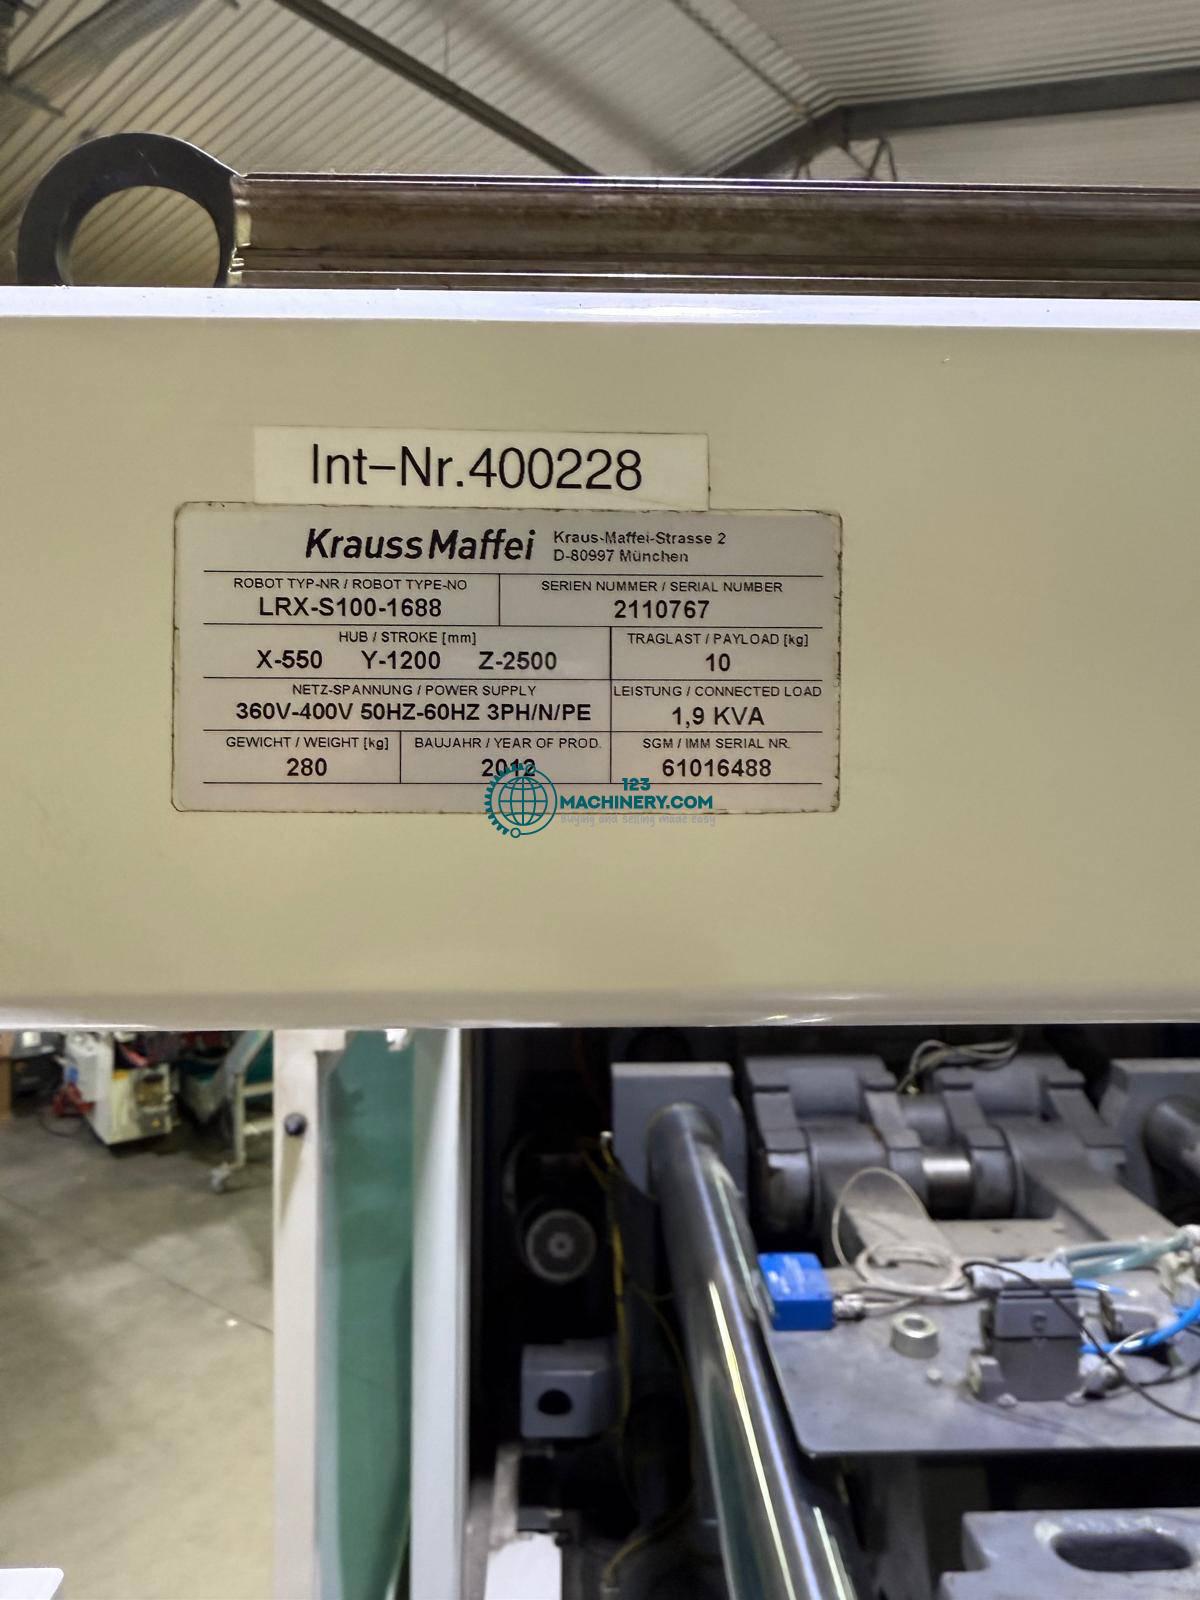 Int-Nr.400228
Krauss Maffei
Kraus-Maffei-Strasse 2
D-80997 München
ROBOT TYP-NR / ROBOT TYPE-NO
SERIEN NUMMER / SERIAL NUMBER
LRX-S100-1688
2110767
HUB / STROKE [mm]
TRAGLAST / PAYLOAD [kg]
X-550 Y-1200 Z-2500
10
NETZ-SPANNUNG / POWER SUPPLY
LEISTUNG / CONNECTED LOAD
360V-400V 50HZ-60HZ 3PH/N/PE
1,9 KVA
GEWICHT / WEIGHT [kg]
BAUJAHR / YEAR OF PROD.
SGM / IMM SERIAL NR.
280
2012
61016488
123
MACHINERY.COM
Buying and selling made easy